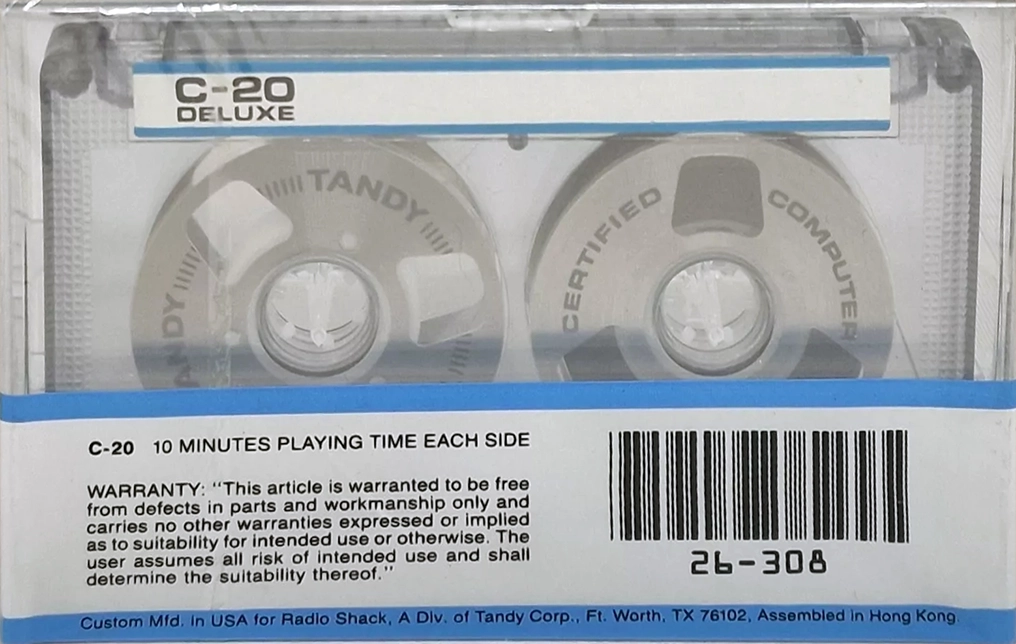 C-20
DELUXE
TANDY
ANDY
CERTIFIED COMPUTER
C-20 10 MINUTES PLAYING TIME EACH SIDE
WARRANTY: "This article is warranted to be free
from defects in parts and workmanship only and
carries no other warranties expressed or implied
as to suitability for intended use or otherwise. The
user assumes all risk of intended use and shall
determine the suitability thereof."
26-308
Custom Mfd. in USA for Radio Shack, A Div. of Tandy Corp., Ft. Worth, TX 76102, Assembled in Hong Kong.